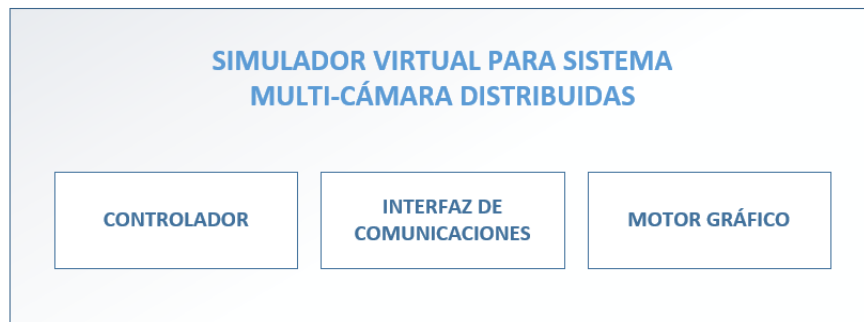 SIMULADOR VIRTUAL PARA SISTEMA
MULTI-CÁMARA DISTRIBUIDAS
CONTROLADOR
INTERFAZ DE
COMUNICACIONES
MOTOR GRÁFICO